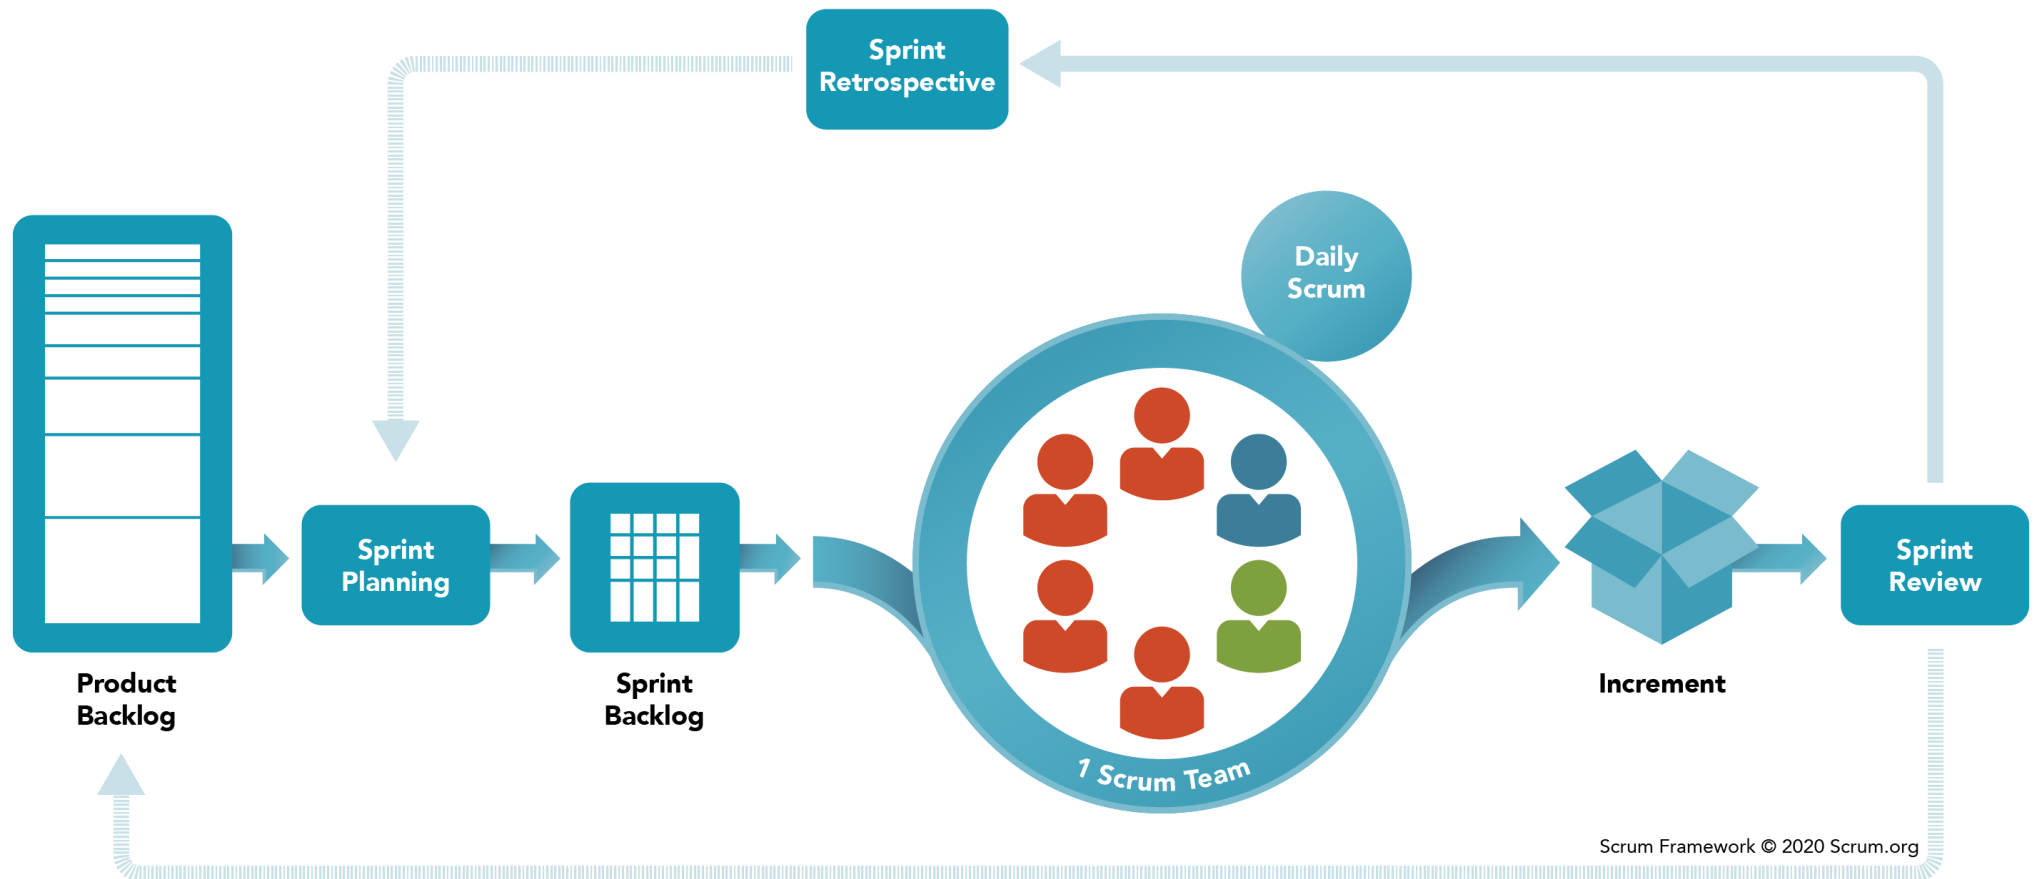 Sprint
Retrospective
Daily
Scrum
Sprint
Planning
Sprint
Review
Product
Backlog
Sprint
Backlog
Increment
1 Scrum Team
Scrum Framework © 2020 Scrum.org